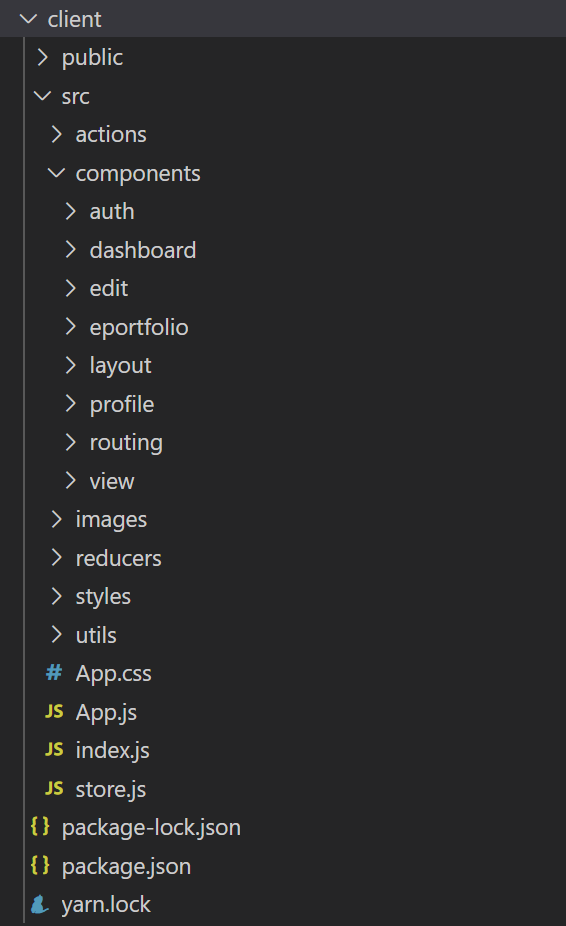 client
public
src
actions
components
auth
dashboard
edit
eportfolio
layout
profile
routing
view
images
reducers
styles
utils
# App.css
JS App.js
JS index.js
JS store.js
{} package-lock.json
{} package.json
yarn.lock